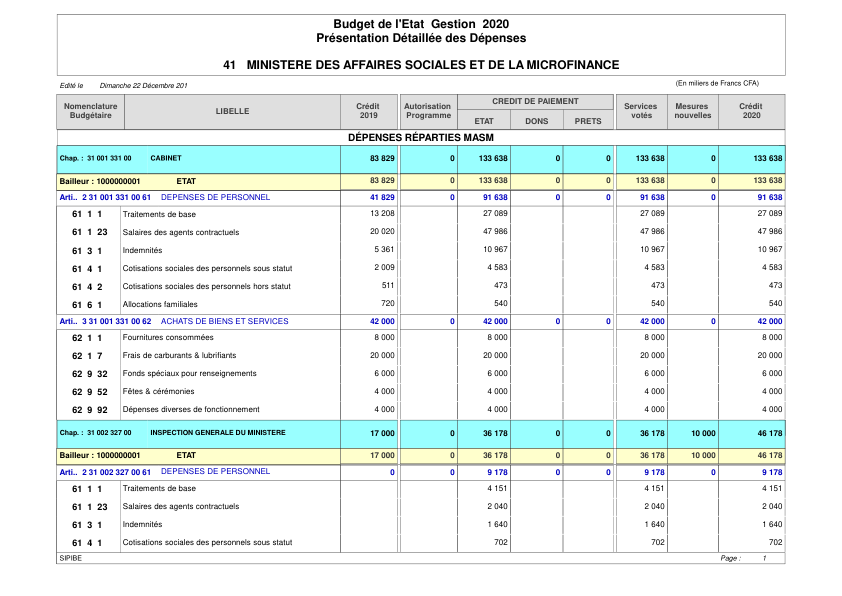 Budget de l'Etat Gestion 2020
Présentation Détaillée des Dépenses
41 MINISTERE DES AFFAIRES SOCIALES ET DE LA MICROFINANCE
Edité le Dimanche 22 Décembre 201
(En miliers de Francs CFA)
Nomenclature Budgétaire LIBELLE Crédit 2019 Autorisation Programme CREDIT DE PAIEMENT Services votés Mesures nouvelles Crédit 2020
ETAT DONS PRETS
DÉPENSES RÉPARTIES MASM
Chap. : 31 001 331 00 CABINET 83 829 0 133 638 0 0 133 638 0 133 638
Bailleur : 1000000001 ETAT 83 829 0 133 638 0 0 133 638 0 133 638
Arti.. 2 31 001 331 00 61 DEPENSES DE PERSONNEL 41 829 0 91 638 0 0 91 638 0 91 638
61 1 1 Traitements de base 13 208 27 089 27 089 27 089
61 1 23 Salaires des agents contractuels 20 020 47 986 47 986 47 986
61 3 1 Indemnités 5 361 10 967 10 967 10 967
61 4 1 Cotisations sociales des personnels sous statut 2 009 4 583 4 583 4 583
61 4 2 Cotisations sociales des personnels hors statut 511 473 473 473
61 6 1 Allocations familiales 720 540 540 540
Arti.. 3 31 001 331 00 62 ACHATS DE BIENS ET SERVICES 42 000 0 42 000 0 0 42 000 0 42 000
62 1 1 Fournitures consommées 8 000 8 000 8 000 8 000
62 1 7 Frais de carburants & lubrifiants 20 000 20 000 20 000 20 000
62 9 32 Fonds spéciaux pour renseignements 6 000 6 000 6 000 6 000
62 9 52 Fêtes & cérémonies 4 000 4 000 4 000 4 000
62 9 92 Dépenses diverses de fonctionnement 4 000 4 000 4 000 4 000
Chap. : 31 002 327 00 INSPECTION GENERALE DU MINISTERE 17 000 0 36 178 0 0 36 178 10 000 46 178
Bailleur : 1000000001 ETAT 17 000 0 36 178 0 0 36 178 10 000 46 178
Arti.. 2 31 002 327 00 61 DEPENSES DE PERSONNEL 0 0 9 178 0 0 9 178 0 9 178
61 1 1 Traitements de base 4 151 4 151 4 151
61 1 23 Salaires des agents contractuels 2 040 2 040 2 040
61 3 1 Indemnités 1 640 1 640 1 640
61 4 1 Cotisations sociales des personnels sous statut 702 702 702
SIPIBE Page : 1